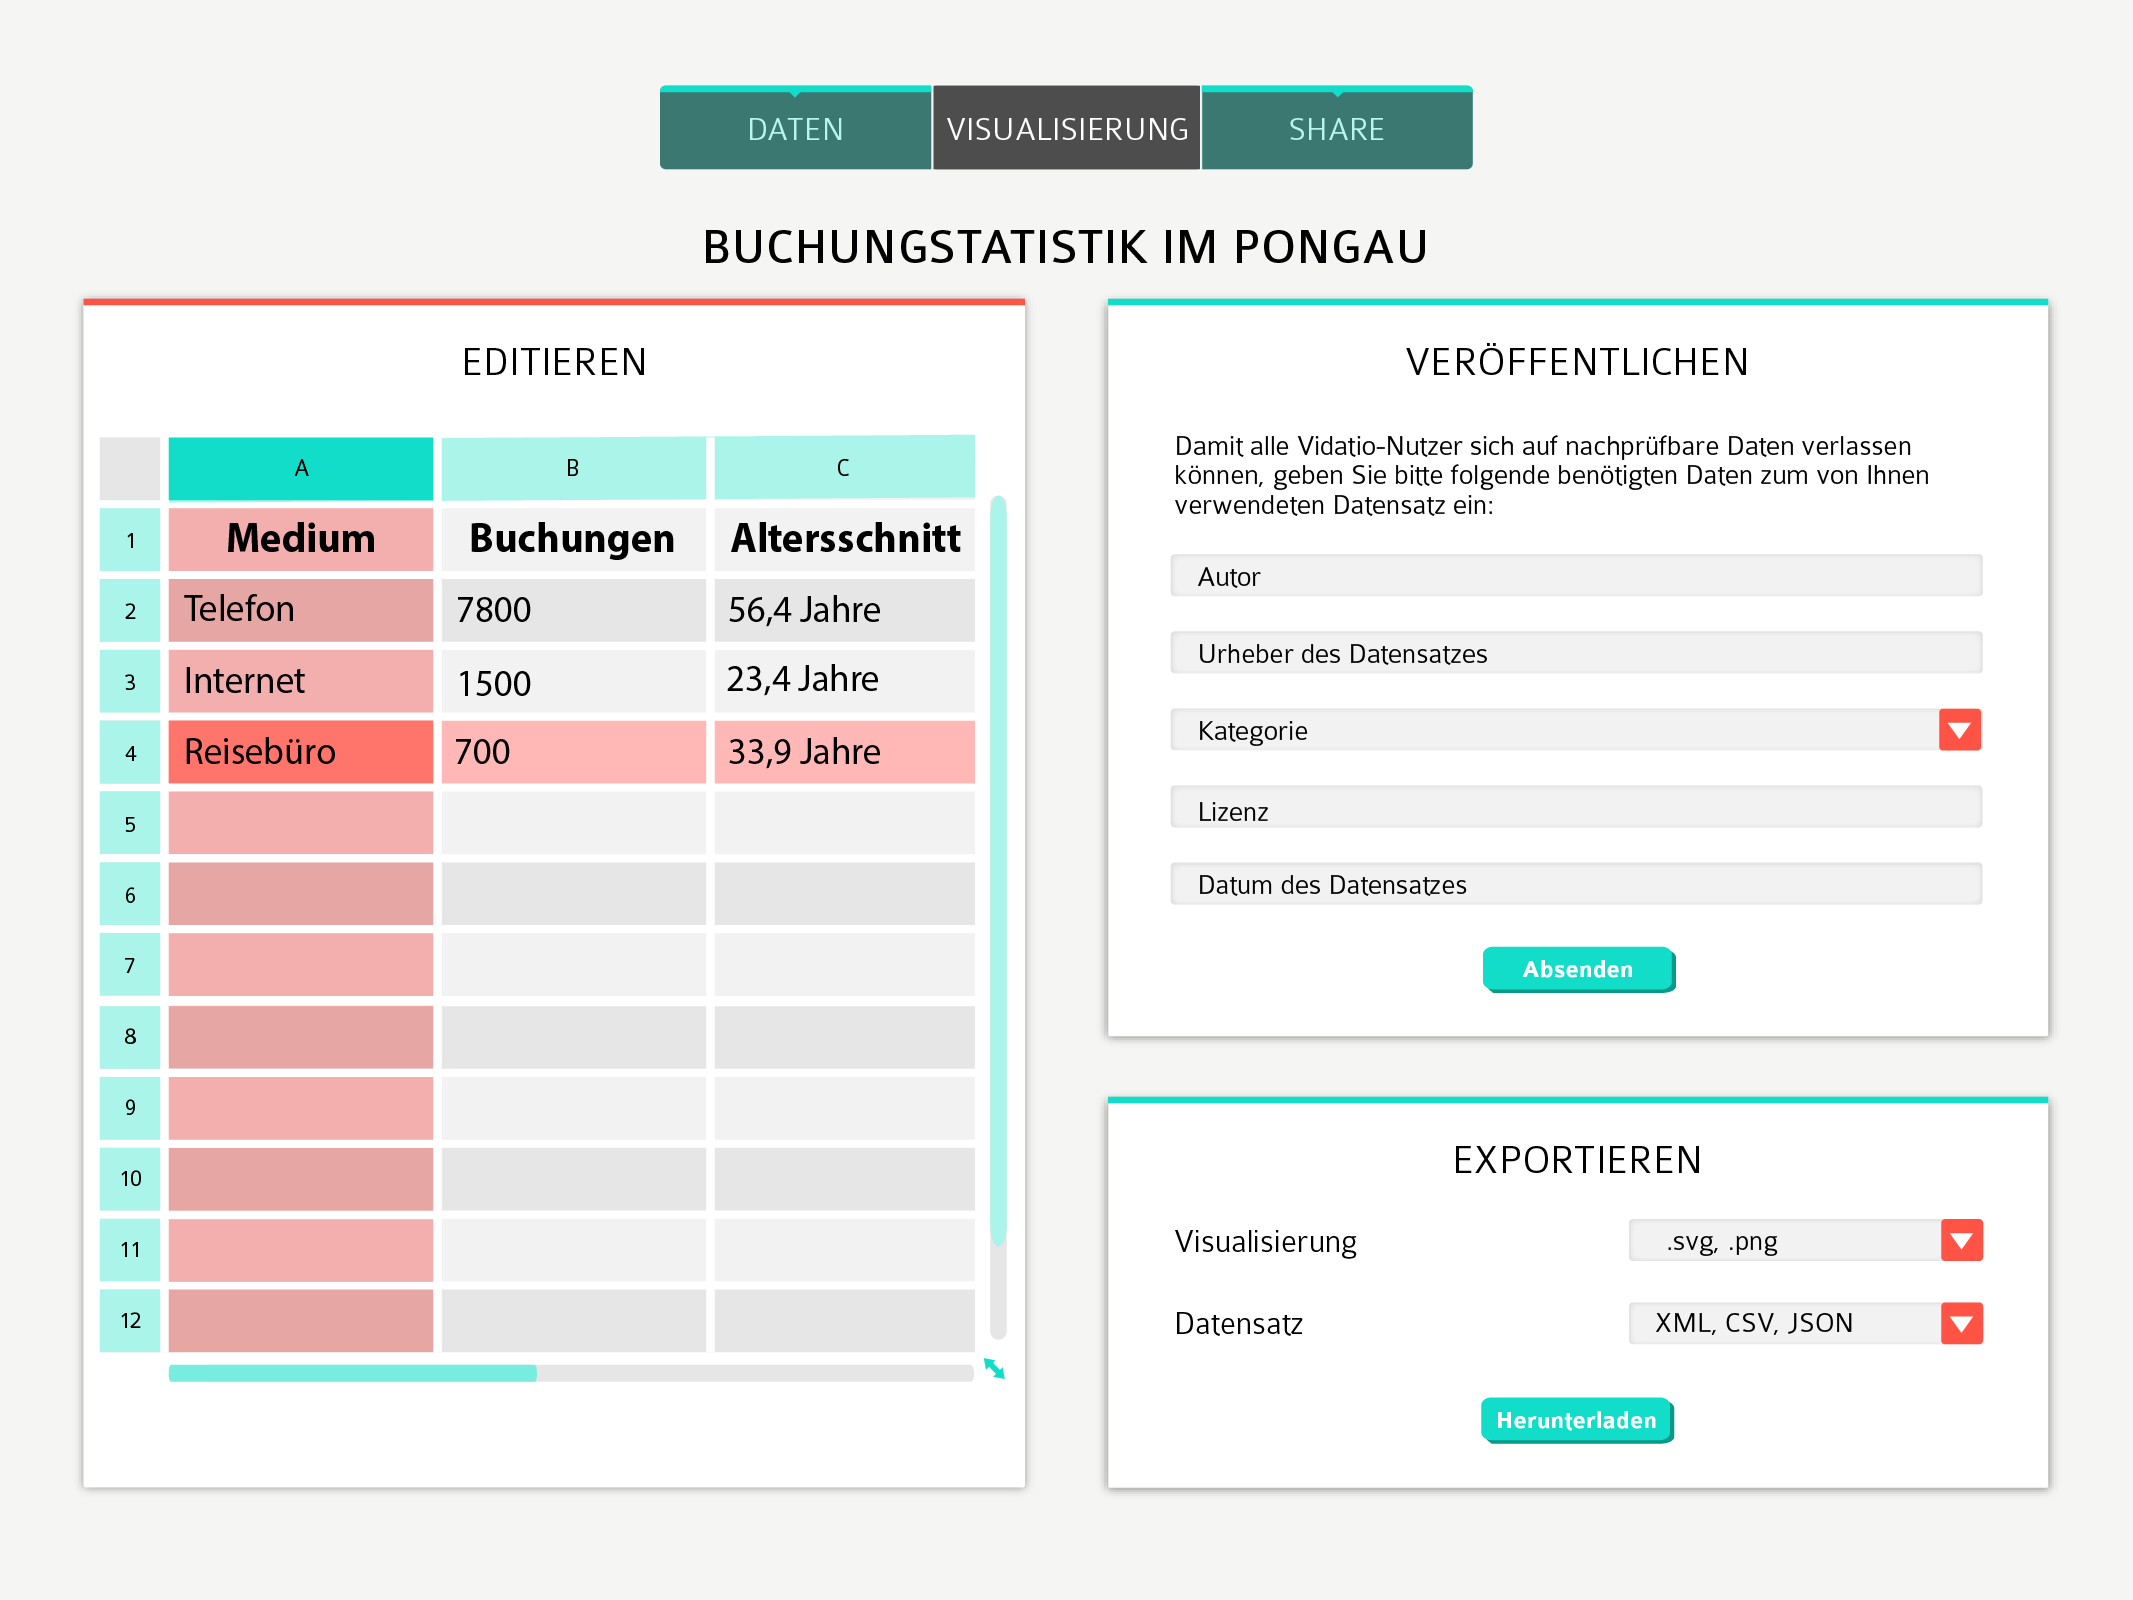 DATEN VISUALISIERUNG SHARE
BUCHUNGSTATISTIK IM PONGAU
EDITIEREN
A B C
1 Medium Buchungen Altersschnitt
2 Telefon 7800 56,4 Jahre
3 Internet 1500 23,4 Jahre
4 Reisebüro 700 33,9 Jahre
5
6
7
8
9
10
11
12
VERÖFFENTLICHEN
Damit alle Vidatio-Nutzer sich auf nachprüfbare Daten verlassen
können, geben Sie bitte folgende benötigten Daten zum von Ihnen
verwendeten Datensatz ein:
Autor
Urheber des Datensatzes
Kategorie
Lizenz
Datum des Datensatzes
Absenden
EXPORTIEREN
Visualisierung .svg, .png
Datensatz XML, CSV, JSON
Herunterladen